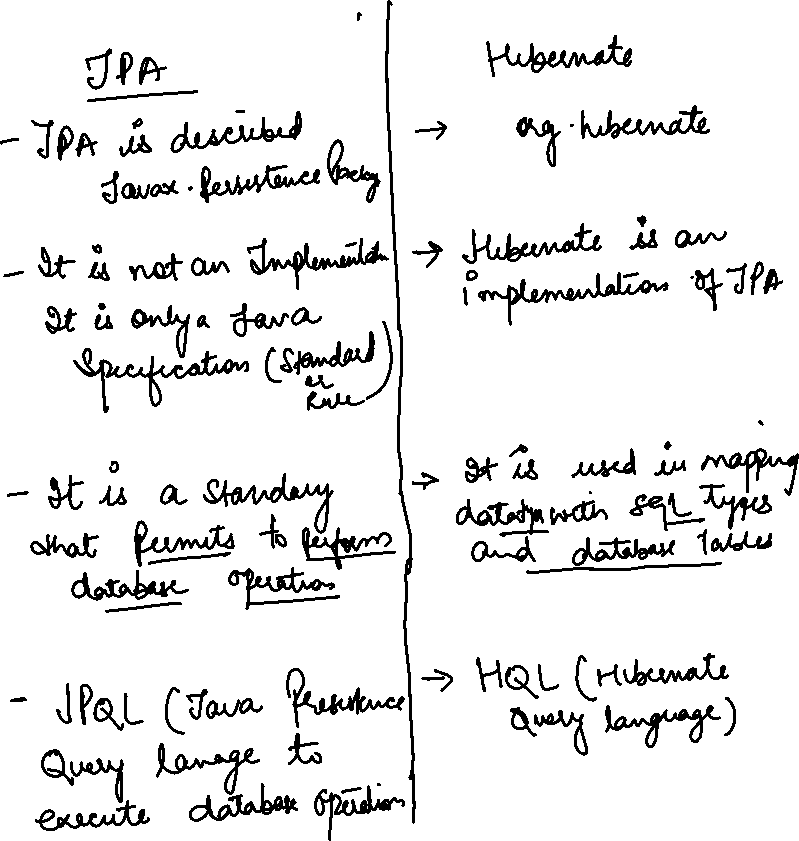 JPA
- JPA is described
Javax.Persistence
- It is not an Implementation
It is only a Java
Specification (Standard
or
Rule)
- It is a Standary
that Permits to Perform
database operations
- JPQL (Java Persistence
Query lanage to
execute database operations
Hibernate
→ org.hibernate
→ Hibernate is an
implementation of JPA
→ It is used in mapping
datatype with SQL types
and database Tables
→ HQL (Hibernate
Query language)